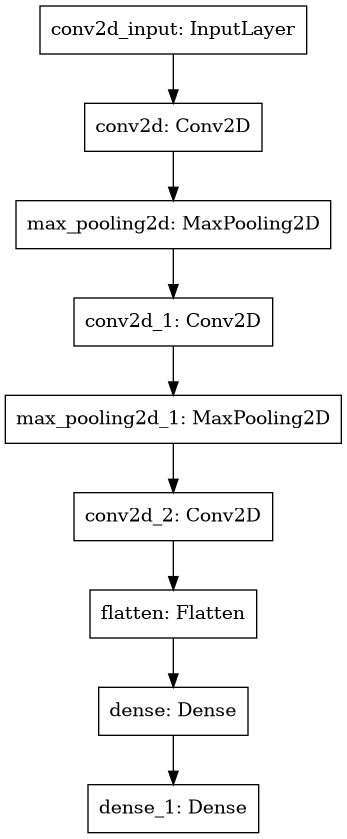 conv2d_input: InputLayer
conv2d: Conv2D
max_pooling2d: MaxPooling2D
conv2d_1: Conv2D
max_pooling2d_1: MaxPooling2D
conv2d_2: Conv2D
flatten: Flatten
dense: Dense
dense_1: Dense